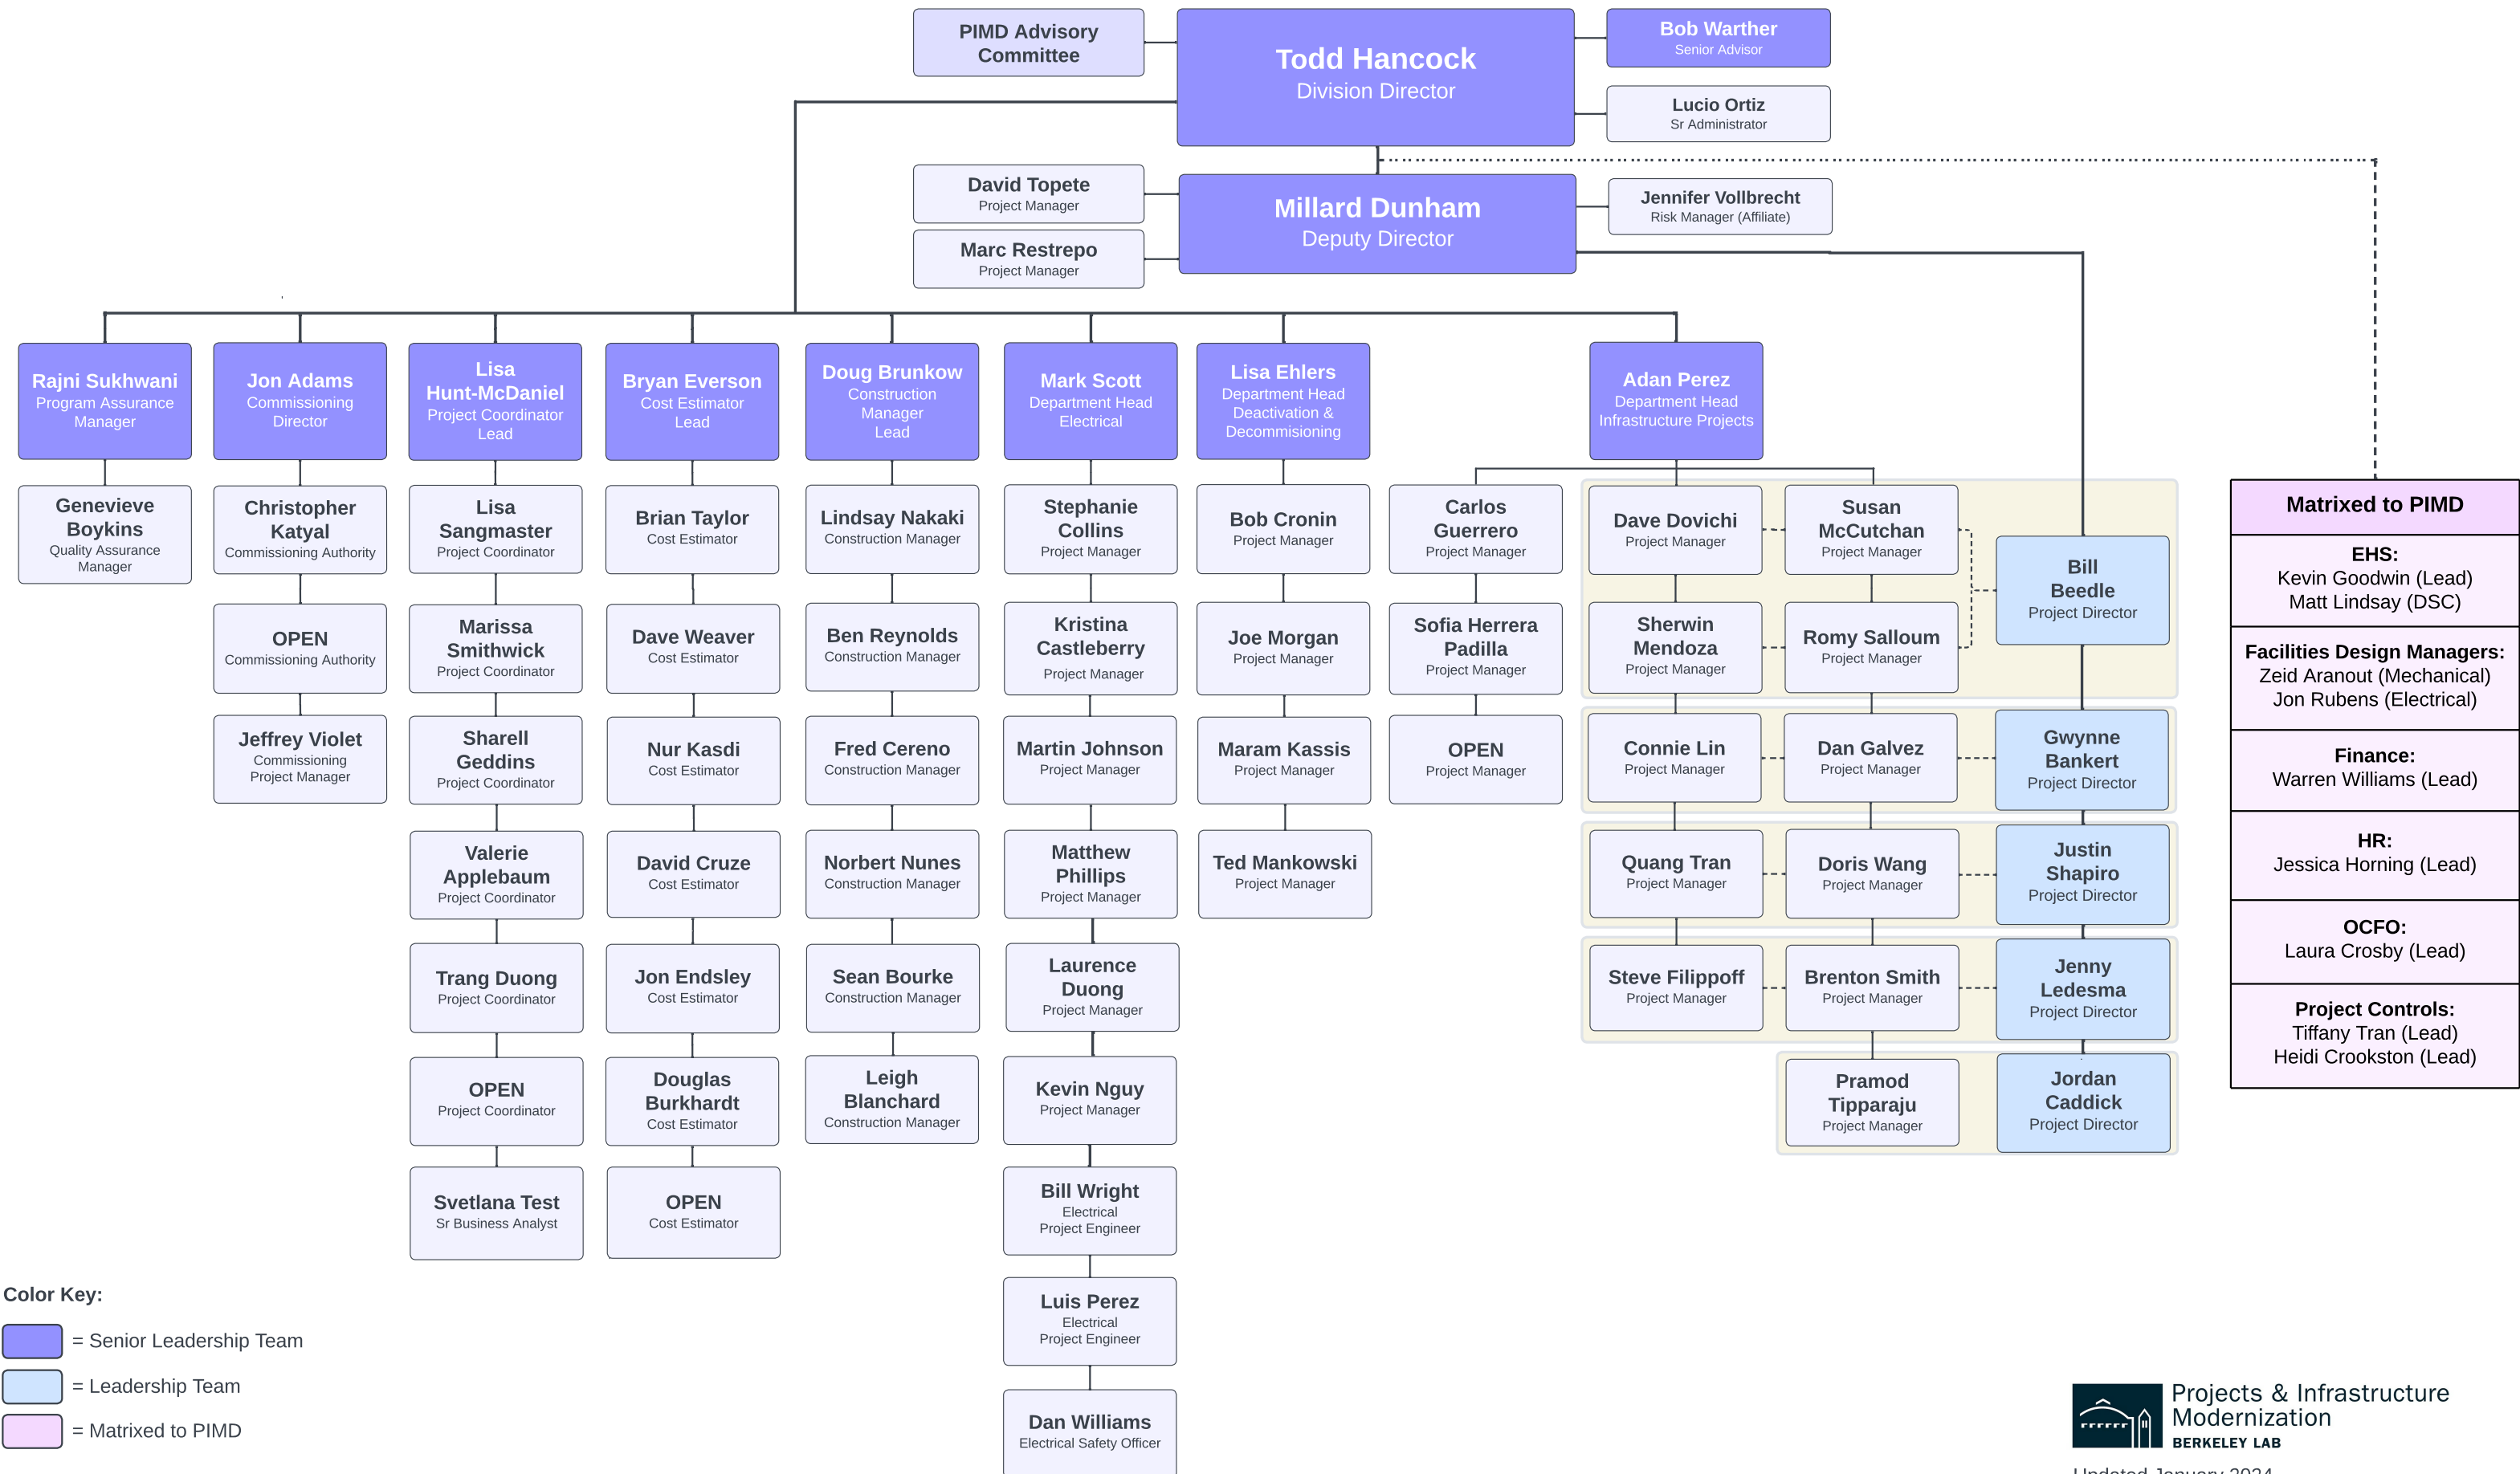 PIMD Advisory
Committee
Todd Hancock
Division Director
Bob Warther
Senior Advisor
Lucio Ortiz
Sr Administrator
David Topete
Project Manager
Marc Restrepo
Project Manager
Millard Dunham
Deputy Director
Jennifer Vollbrecht
Risk Manager (Affiliate)
Rajni Sukhwani
Program Assurance
Manager
Genevieve
Boykins
Quality Assurance
Manager
Jon Adams
Commissioning
Director
Christopher
Katyal
Commissioning Authority
OPEN
Commissioning Authority
Jeffrey Violet
Commissioning
Project Manager
Lisa
Hunt-McDaniel
Project Coordinator
Lead
Lisa
Sangmaster
Project Coordinator
Marissa
Smithwick
Project Coordinator
Sharell
Geddins
Project Coordinator
Valerie
Applebaum
Project Coordinator
Trang Duong
Project Coordinator
OPEN
Project Coordinator
Svetlana Test
Sr Business Analyst
Bryan Everson
Cost Estimator
Lead
Brian Taylor
Cost Estimator
Dave Weaver
Cost Estimator
Nur Kasdi
Cost Estimator
David Cruze
Cost Estimator
Jon Endsley
Cost Estimator
Douglas
Burkhardt
Cost Estimator
OPEN
Cost Estimator
Doug Brunkow
Construction
Manager
Lead
Lindsay Nakaki
Construction Manager
Ben Reynolds
Construction Manager
Fred Cereno
Construction Manager
Norbert Nunes
Construction Manager
Sean Bourke
Construction Manager
Leigh
Blanchard
Construction Manager
Mark Scott
Department Head
Electrical
Stephanie
Collins
Project Manager
Kristina
Castleberry
Project Manager
Martin Johnson
Project Manager
Matthew
Phillips
Project Manager
Laurence
Duong
Project Manager
Kevin Nguy
Project Manager
Bill Wright
Electrical
Project Engineer
Luis Perez
Electrical
Project Engineer
Dan Williams
Electrical Safety Officer
Lisa Ehlers
Department Head
Deactivation &
Decommisioning
Bob Cronin
Project Manager
Joe Morgan
Project Manager
Maram Kassis
Project Manager
Ted Mankowski
Project Manager
Adan Perez
Department Head
Infrastructure Projects
Carlos
Guerrero
Project Manager
Sofia Herrera
Padilla
Project Manager
OPEN
Project Manager
Dave Dovichi
Project Manager
Sherwin
Mendoza
Project Manager
Connie Lin
Project Manager
Quang Tran
Project Manager
Steve Filippoff
Project Manager
Susan
McCutchan
Project Manager
Romy Salloum
Project Manager
Dan Galvez
Project Manager
Doris Wang
Project Manager
Brenton Smith
Project Manager
Pramod
Tipparaju
Project Manager
Bill
Beedle
Project Director
Gwynne
Bankert
Project Director
Justin
Shapiro
Project Director
Jenny
Ledesma
Project Director
Jordan
Caddick
Project Director
Matrixed to PIMD
EHS:
Kevin Goodwin (Lead)
Matt Lindsay (DSC)
Facilities Design Managers:
Zeid Aranout (Mechanical)
Jon Rubens (Electrical)
Finance:
Warren Williams (Lead)
HR:
Jessica Horning (Lead)
OCFO:
Laura Crosby (Lead)
Project Controls:
Tiffany Tran (Lead)
Heidi Crookston (Lead)
Color Key:
= Senior Leadership Team
= Leadership Team
= Matrixed to PIMD
Projects & Infrastructure
Modernization
BERKELEY LAB
Updated January 2024